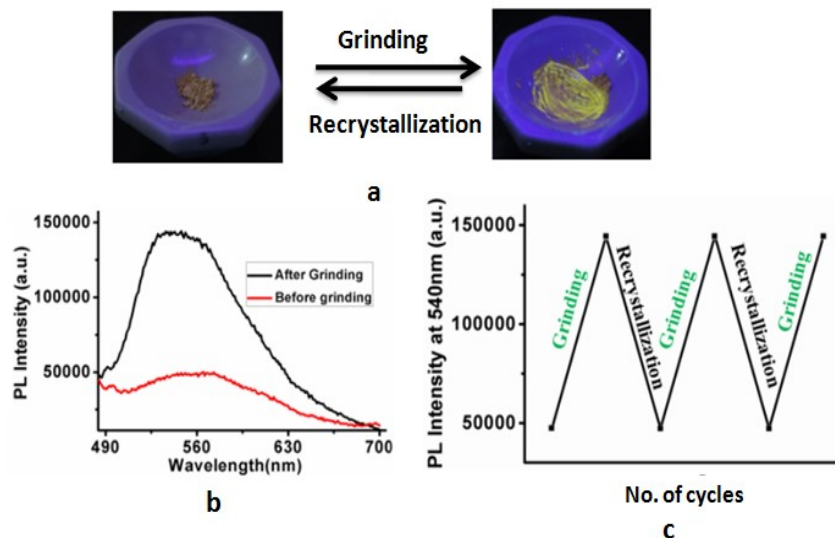 Grinding
Recrystallization
a
PL Intensity (a.u.)
150000
100000
50000
After Grinding
Before grinding
490
560
630
700
Wavelength(nm)
b
PL Intensity at 540nm (a.u.)
150000
100000
50000
Grinding
Recrystallization
Grinding
Recrystallization
Grinding
No. of cycles
c